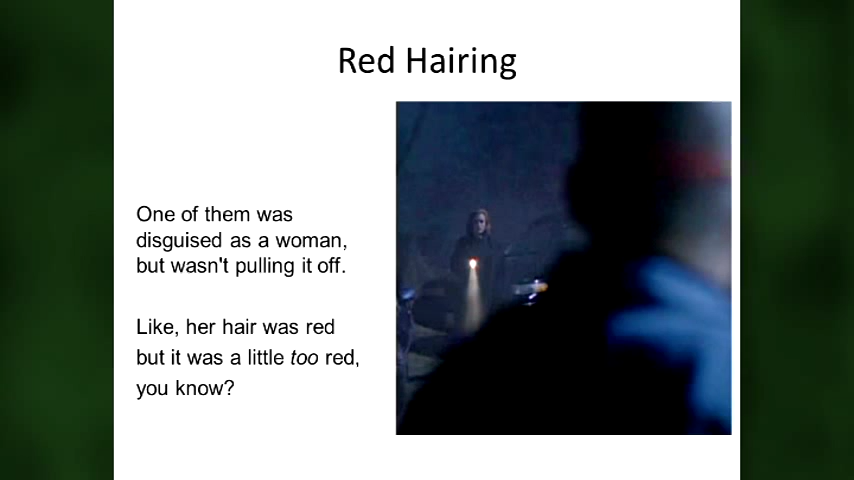 Red Hairing
One of them was
disguised as a woman,
but wasn't pulling it off.
Like, her hair was red
but it was a little too red,
you know?